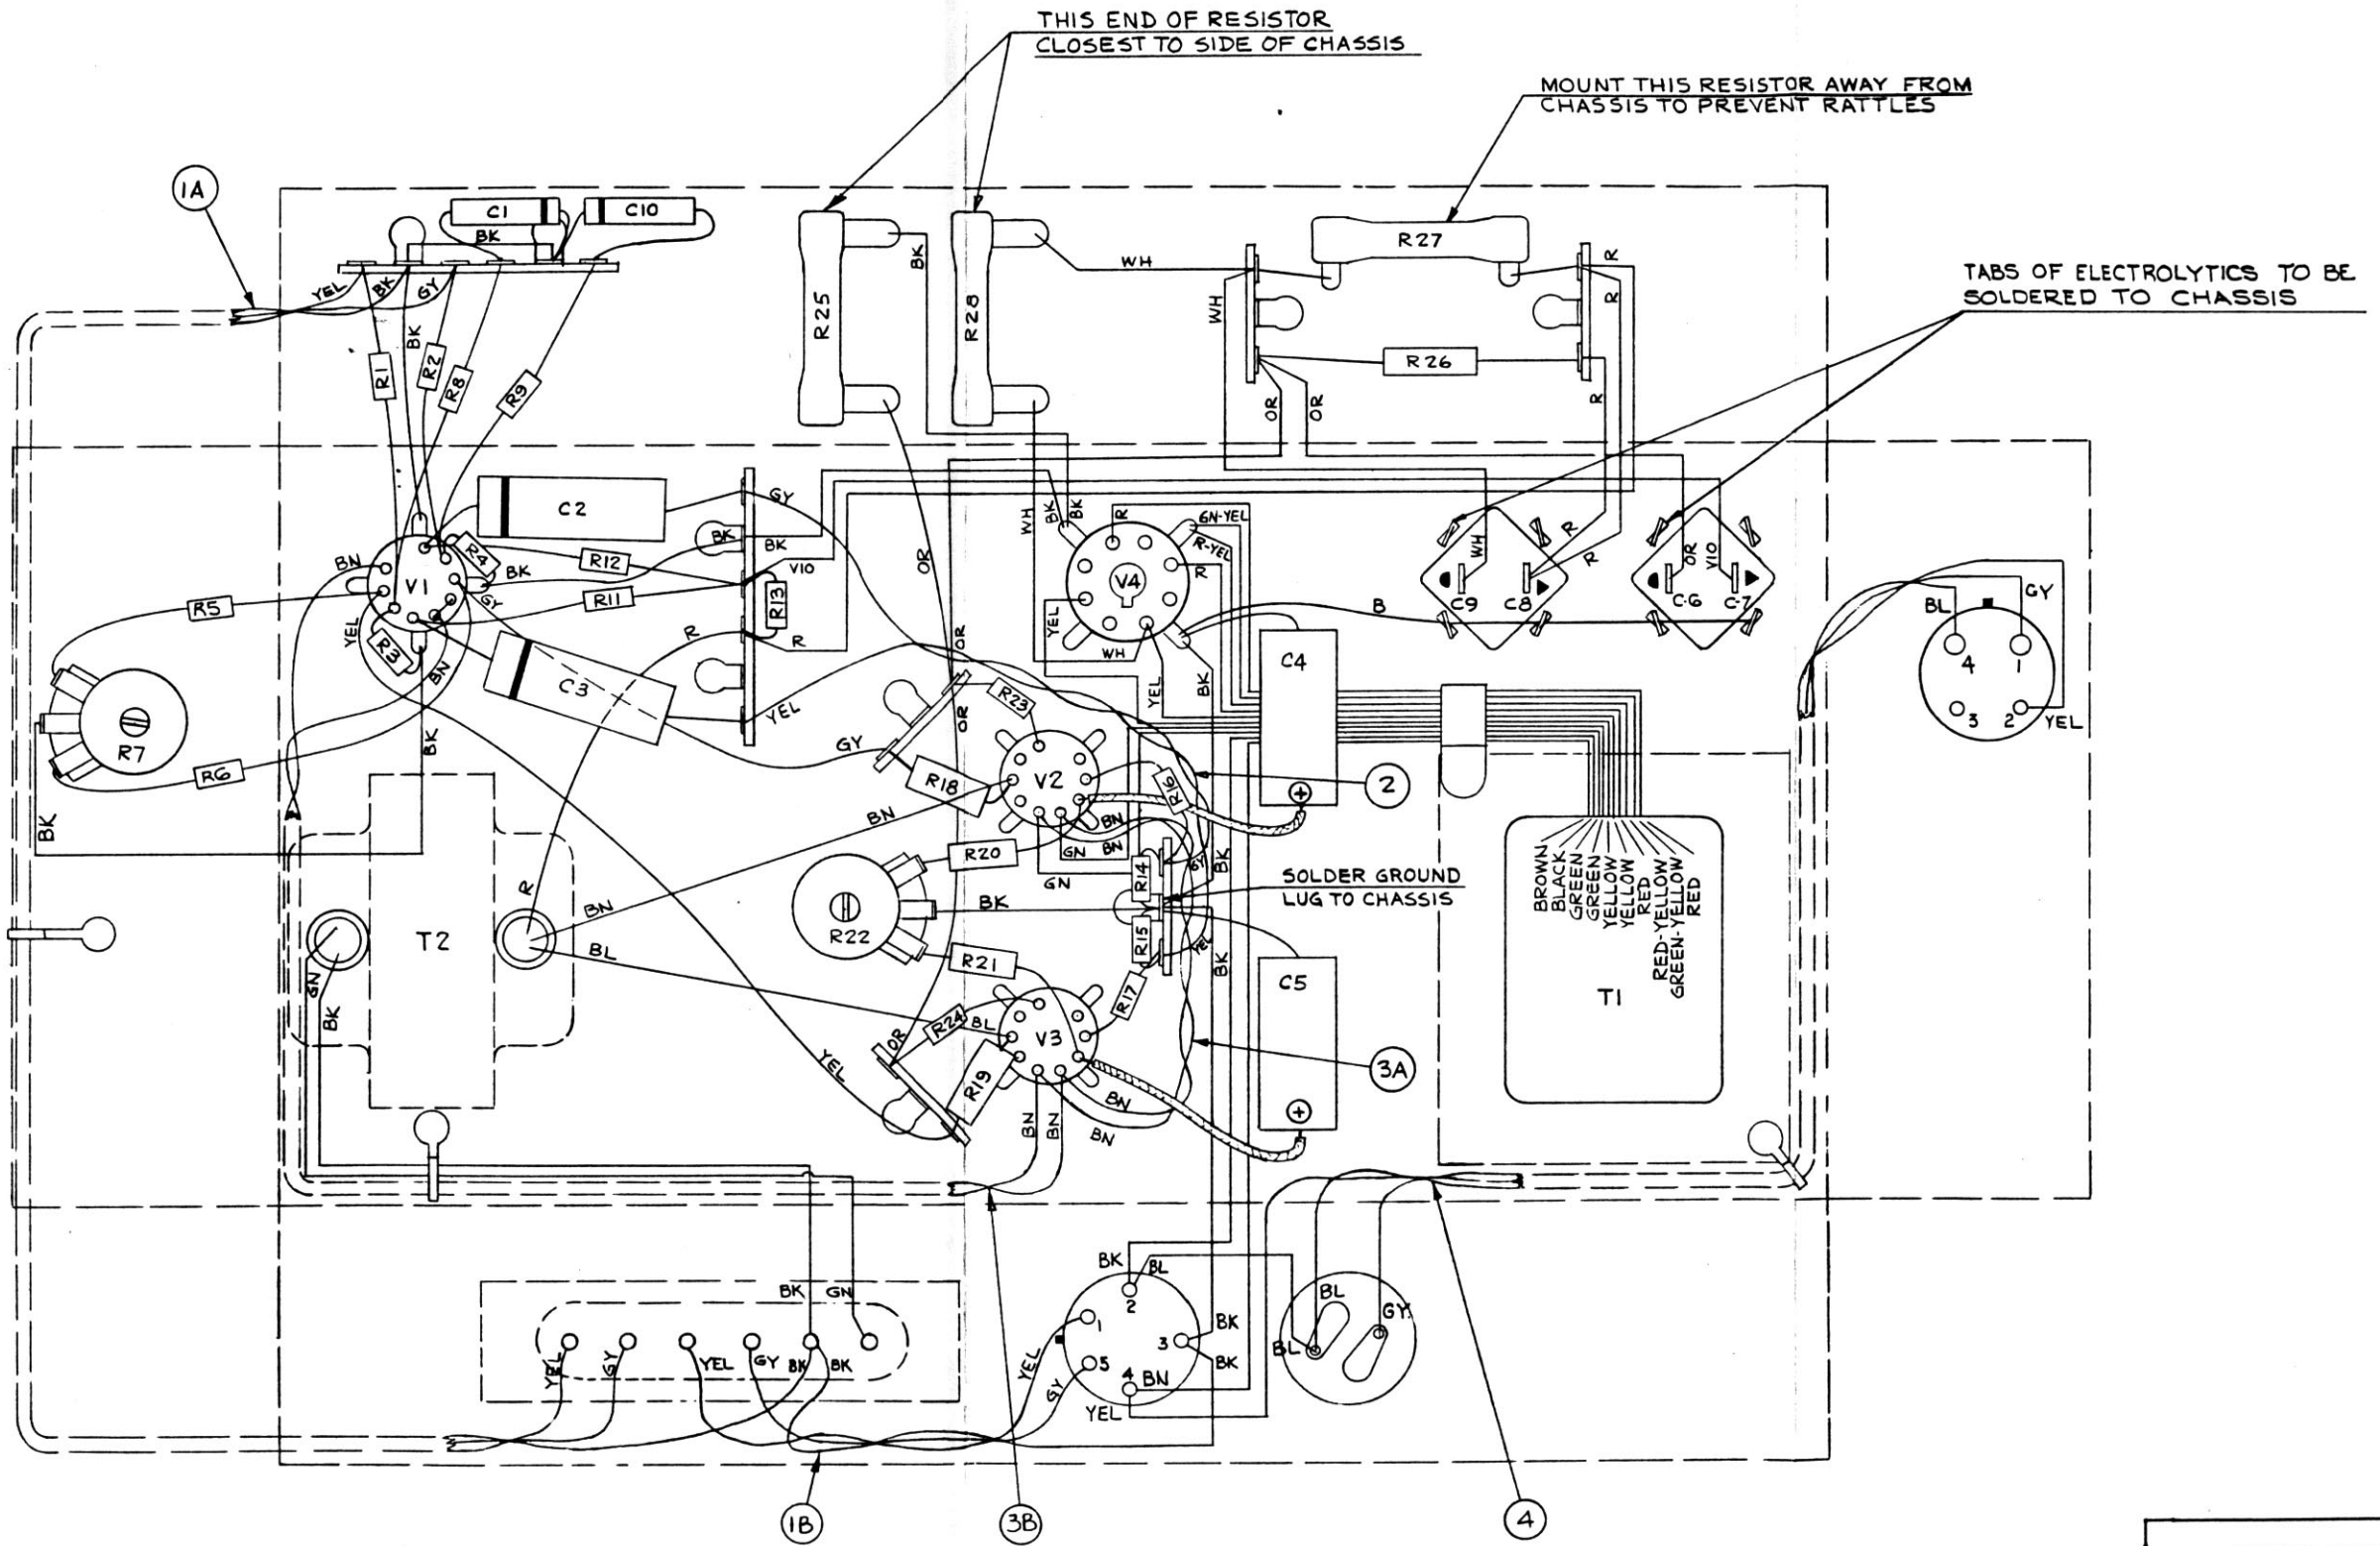 THIS END OF RESISTOR
CLOSEST TO SIDE OF CHASSIS
MOUNT THIS RESISTOR AWAY FROM
CHASSIS TO PREVENT RATTLES
TABS OF ELECTROLYTICS TO BE
SOLDERED TO CHASSIS
1A
C1
C10
BK
YEL
BK
GY
BK
R1
R2
R8
R9
R25
BK
R28
WH
WH
R27
R
R
R26
R
OR
OR
C2
GY
BK
BK
VIO
V1
BN
R4
R12
BK
GY
R11
R13
R
R
YEL
R3
BN
C3
YEL
R5
R7
R6
BK
BK
OR
OR
OR
WH
BK
BK
R
GN-YEL
R-YEL
R
V4
YEL
WH
YEL
BK
B
WH
R
R
C9
C8
OR
VIO
C-6
C-7
BL
GY
4
1
3
2
YEL
C4
R23
GY
R18
V2
R16
2
BN
BN
BN
GN
GN
R20
R14
GY
BK
SOLDER GROUND
LUG TO CHASSIS
R22
BK
R15
YEL
BK
R21
R17
C5
T2
R
BN
BL
GN
BK
R24
BL
V3
OR
R19
YEL
BN
BN
BN
BN
3A
BROWN
BLACK
GREEN
GREEN
YELLOW
YELLOW
RED
RED-YELLOW
GREEN-YELLOW
RED
T1
BK
GN
YEL
GY
YEL
GY
BK
BK
BK
BL
2
1
3
5
4
BK
BK
BN
YEL
YEL
GY
BL
GY
BL
1B
3B
4